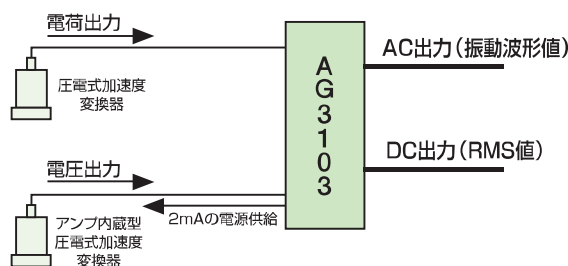 電荷出力
圧電式加速度
変換器
電圧出力
2mAの電源供給
アンプ内蔵型
圧電式加速度
変換器
AG3103
AC出力(振動波形値)
DC出力(RMS値)